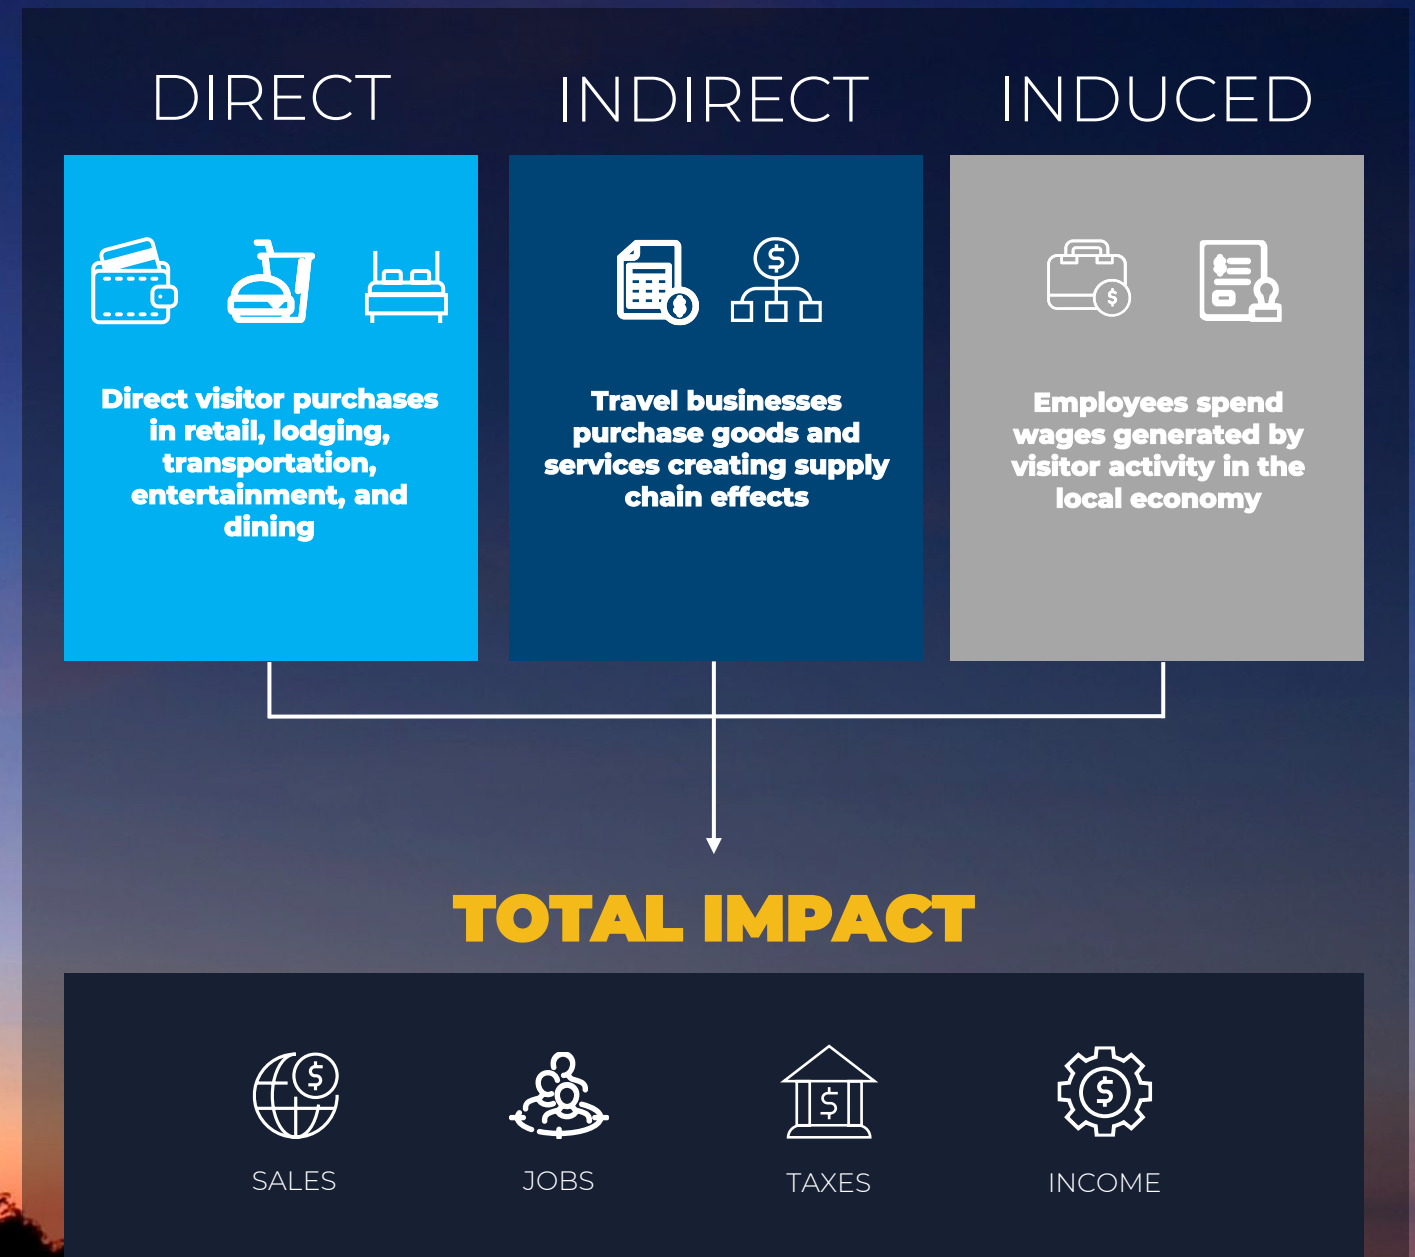 DIRECT
INDIRECT
INDUCED
Direct visitor purchases
in retail, lodging,
transportation,
entertainment, and
dining
Travel businesses
purchase goods and
services creating supply
chain effects
Employees spend
wages generated by
visitor activity in the
local economy
TOTAL IMPACT
SALES
JOBS
TAXES
INCOME